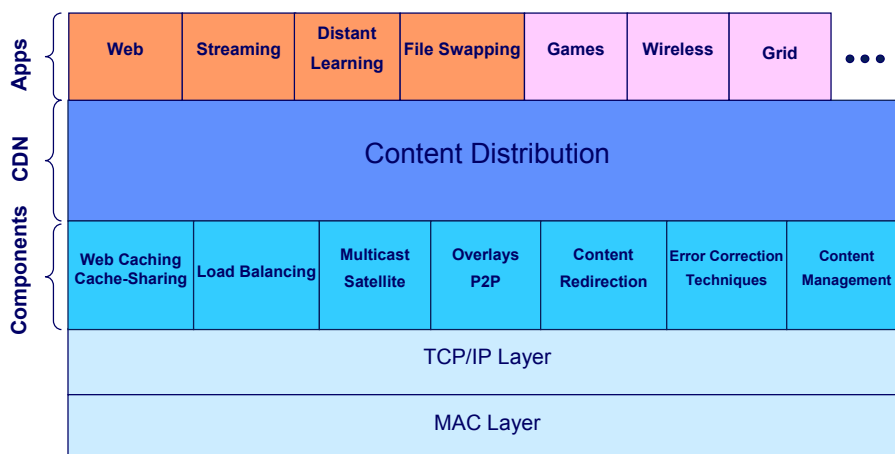 Apps
Web
Streaming
Distant
Learning
File Swapping
Games
Wireless
Grid
CDN
Content Distribution
Components
Web Caching
Cache-Sharing
Load Balancing
Multicast
Satellite
Overlays
P2P
Content
Redirection
Error Correction
Techniques
Content
Management
TCP/IP Layer
MAC Layer